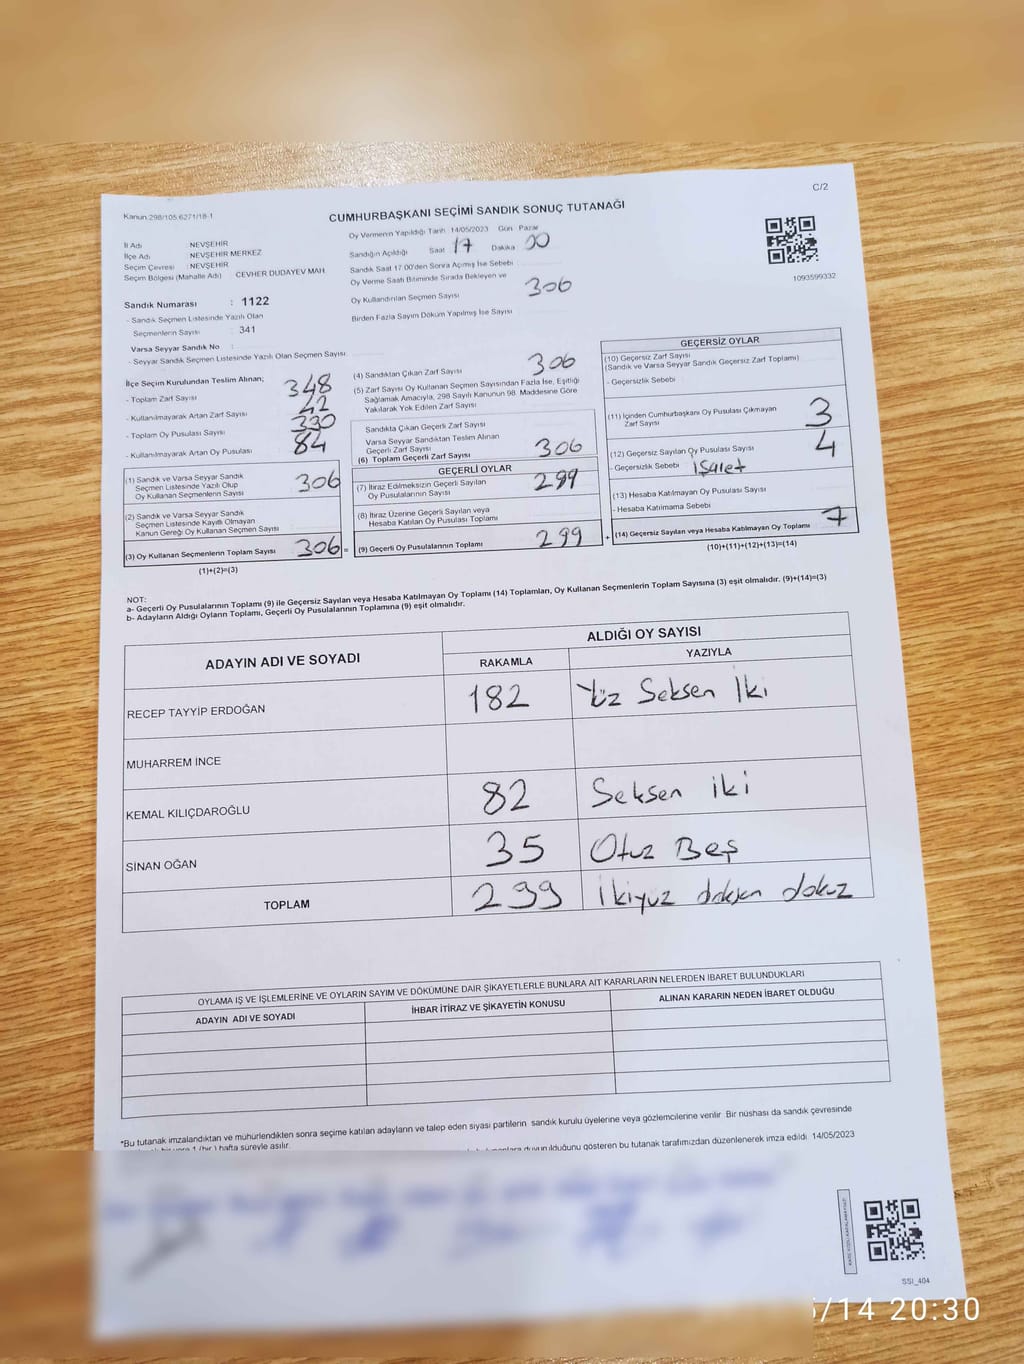 C/2
Kanun 298/105 6271/18-1
CUMHURBAŞKANI SEÇİMİ SANDIK SONUÇ TUTANAĞI
İl Adı NEVŞEHİR
İlçe Adı NEVŞEHİR MERKEZ
Seçim Çevresi : NEVŞEHİR
Seçim Bölgesi (Mahalle Adı) CEVHER DUDAYEV MAH.
Sandık Numarası : 1122
- Sandık Seçmen Listesinde Yazılı Olan
Seçmenlerin Sayısı : 341
Varsa Seyyar Sandık No :
- Seyyar Sandık Seçmen Listesinde Yazılı Olan Seçmen Sayısı:
Oy Vermenin Yapıldığı Tarih 14/05/2023 Gün Pazar
Sandığın Açıldığı Saat 17 Dakika 00
Sandık Saat 17:00'den Sonra Açımış İse Sebebi
Oy Verme Saati Bitiminde Sırada Bekleyen ve
Oy Kullandırılan Seçmen Sayısı 306
Birden Fazla Sayım Döküm Yapılmış İse Sayısı
1093599332
İlçe Seçim Kurulundan Teslim Alınan;
- Toplam Zarf Sayısı 348
- Kullanılmayarak Artan Zarf Sayısı 42
- Toplam Oy Pusulası Sayısı 330
- Kullanılmayarak Artan Oy Pusulası 84
(1) Sandık ve Varsa Seyyar Sandık
Seçmen Listesinde Yazılı Olup
Oy Kullanan Seçmenlerin Sayısı 306
(2) Sandık ve Varsa Seyyar Sandık
Seçmen Listesinde Kayıtlı Olmayan
Kanun Gereği Oy Kullanan Seçmen Sayısı
(3) Oy Kullanan Seçmenlerin Toplam Sayısı 306 =
(1)+(2)=(3)
(4) Sandıktan Çıkan Zarf Sayısı 306
(5) Zarf Sayısı Oy Kullanan Seçmen Sayısından Fazla İse, Eşitliği
Sağlamak Amacıyla, 298 Sayılı Kanunun 98. Maddesine Göre
Yakılarak Yok Edilen Zarf Sayısı
Sandıkta Çıkan Geçerli Zarf Sayısı
Varsa Seyyar Sandıktan Teslim Alınan
Geçerli Zarf Sayısı
(6) Toplam Geçerli Zarf Sayısı 306
GEÇERLİ OYLAR
(7) İtiraz Edilmeksizin Geçerli Sayılan
Oy Pusulalarının Sayısı 299
(8) İtiraz Üzerine Geçerli Sayılan veya
Hesaba Katılan Oy Pusulası Toplamı
(9) Geçerli Oy Pusulalarının Toplamı 299 +
GEÇERSİZ OYLAR
(10) Geçersiz Zarf Sayısı
(Sandık ve Varsa Seyyar Sandık Geçersiz Zarf Toplamı)
- Geçersizlik Sebebi
(11) İçinden Cumhurbaşkanı Oy Pusulası Çıkmayan
Zarf Sayısı 3
(12) Geçersiz Sayılan Oy Pusulası Sayısı 4
- Geçersizlik Sebebi İşaret
(13) Hesaba Katılmayan Oy Pusulası Sayısı
- Hesaba Katılmama Sebebi
(14) Geçersiz Sayılan veya Hesaba Katılmayan Oy Toplamı 7
(10)+(11)+(12)+(13)=(14)
NOT:
a- Geçerli Oy Pusulalarının Toplamı (9) ile Geçersiz Sayılan veya Hesaba Katılmayan Oy Toplamı (14) Toplamları, Oy Kullanan Seçmenlerin Toplam Sayısına (3) eşit olmalıdır. (9)+(14)=(3)
b- Adayların Aldığı Oyların Toplamı, Geçerli Oy Pusulalarının Toplamına (9) eşit olmalıdır.
ADAYIN ADI VE SOYADI ALDIĞI OY SAYISI
RAKAMLA YAZIYLA
RECEP TAYYİP ERDOĞAN 182 Yüz Seksen İki
MUHARREM İNCE
KEMAL KILIÇDAROĞLU 82 Seksen iki
SİNAN OĞAN 35 Otuz Beş
TOPLAM 299 İkiyüz doksan dokuz
OYLAMA İŞ VE İŞLEMLERİNE VE OYLARIN SAYIM VE DÖKÜMÜNE DAİR ŞİKAYETLERLE BUNLARA AİT KARARLARIN NELERDEN İBARET BULUNDUKLARI
ADAYIN ADI VE SOYADI İHBAR İTİRAZ VE ŞİKAYETİN KONUSU ALINAN KARARIN NEDEN İBARET OLDUĞU
*Bu tutanak imzalandıktan ve mühürlendikten sonra seçime katılan adayların ve talep eden siyasi partilerin sandık kurulu üyelerine veya gözlemcilerine verilir. Bir nüshası da sandık çevresinde
1 (bir) hafta süreyle asılır.
duyurulduğunu gösteren bu tutanak tarafımızdan düzenlenerek imza edildi. 14/05/2023
SSI_404
/14 20:30